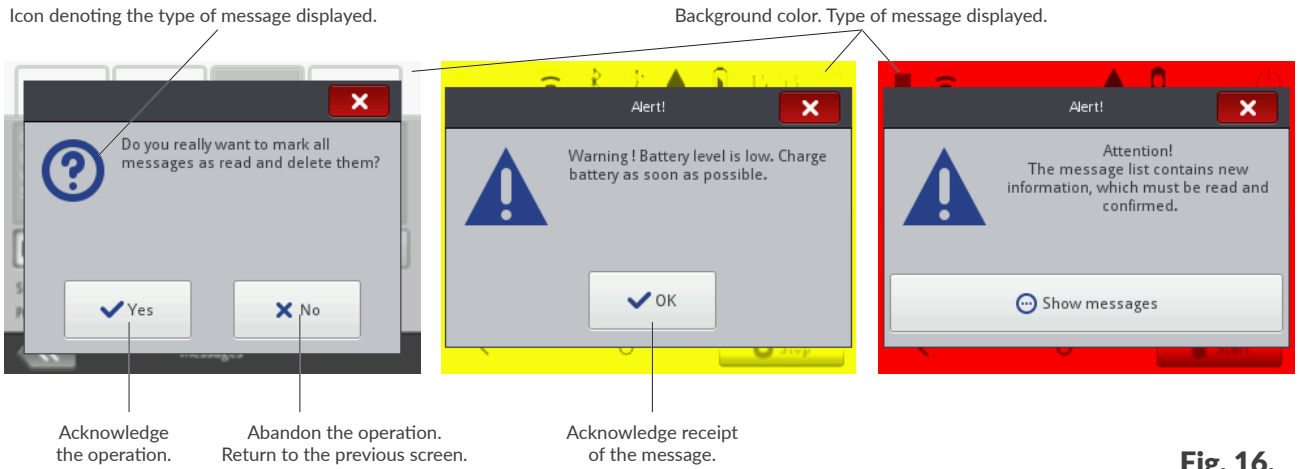 Icon denoting the type of message displayed.
Background color. Type of message displayed.
Do you really want to mark all
messages as read and delete them?
Yes
No
Messages
Alert!
Warning ! Battery level is low. Charge
battery as soon as possible.
OK
Stop
Alert!
Attention!
The message list contains new
information, which must be read and
confirmed.
Show messages
Start
Acknowledge
the operation.
Abandon the operation.
Return to the previous screen.
Acknowledge receipt
of the message.
Fig. 16.